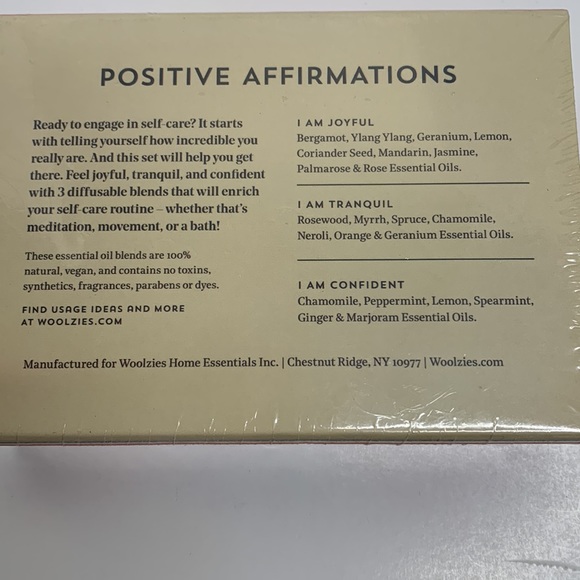 POSITIVE AFFIRMATIONS
Ready to engage in self-care? It starts
with telling yourself how incredible you
really are. And this set will help you get
there. Feel joyful, tranquil, and confident
with 3 diffusable blends that will enrich
your self-care routine – whether that's
meditation, movement, or a bath!
These essential oil blends are 100%
natural, vegan, and contains no toxins,
synthetics, fragrances, parabens or dyes.
FIND USAGE IDEAS AND MORE
AT WOOLZIES.COM
I AM JOYFUL
Bergamot, Ylang Ylang, Geranium, Lemon,
Coriander Seed, Mandarin, Jasmine,
Palmarose & Rose Essential Oils.
I AM TRANQUIL
Rosewood, Myrrh, Spruce, Chamomile,
Neroli, Orange & Geranium Essential Oils.
I AM CONFIDENT
Chamomile, Peppermint, Lemon, Spearmint,
Ginger & Marjoram Essential Oils.
Manufactured for Woolzies Home Essentials Inc. | Chestnut Ridge, NY 10977 | Woolzies.com